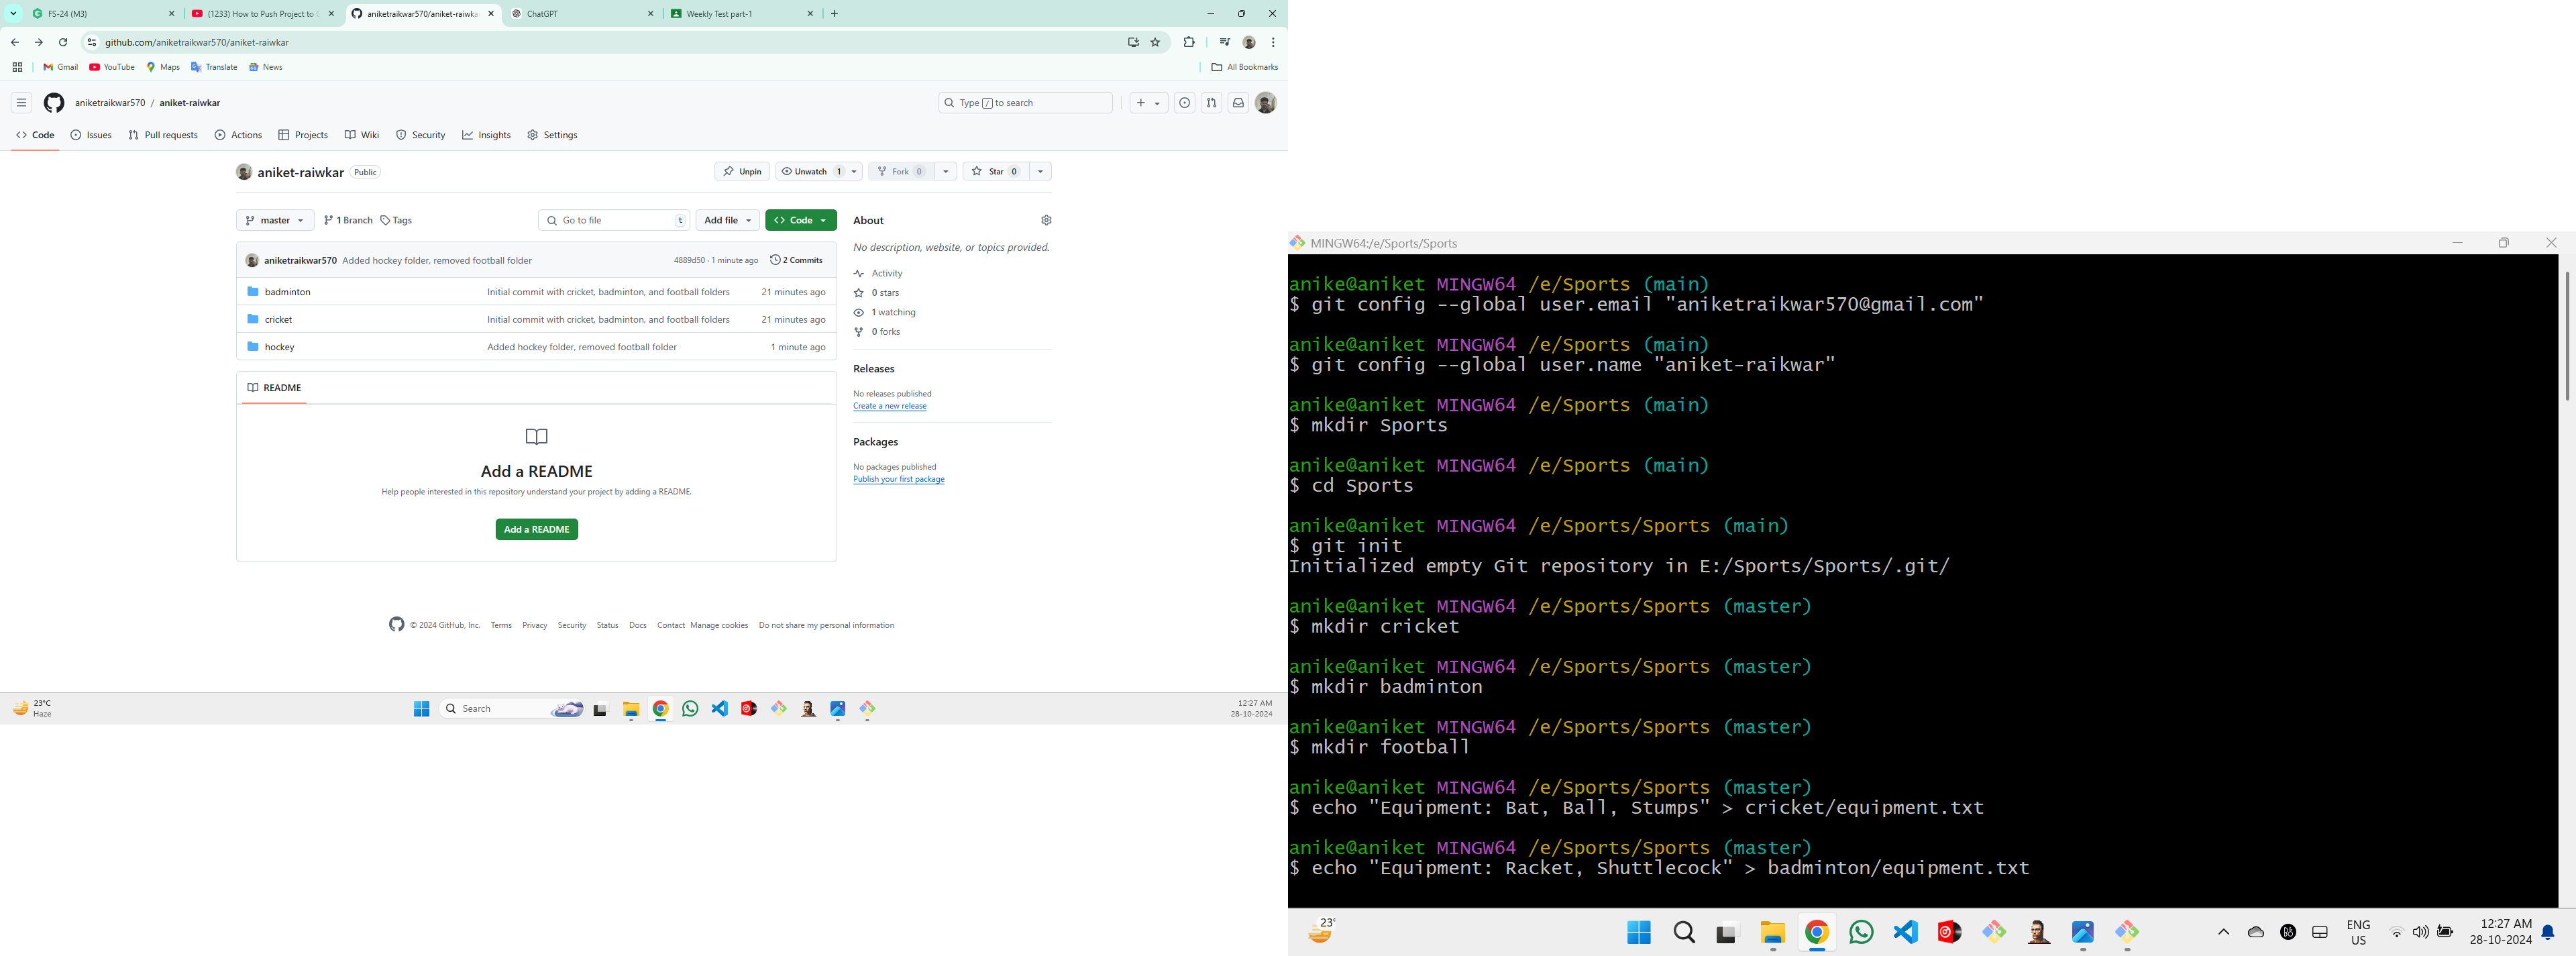 FS-24 (M3)
(1233) How to Push Project to
aniketraikwar570/aniket-raiwka
ChatGPT
Weekly Test part-1
github.com/aniketraikwar570/aniket-raiwkar
Gmail
YouTube
Maps
Translate
News
All Bookmarks
aniketraikwar570 / aniket-raiwkar
Type / to search
Code
Issues
Pull requests
Actions
Projects
Wiki
Security
Insights
Settings
aniket-raiwkar Public
Unpin
Unwatch 1
Fork 0
Star 0
master
1 Branch
Tags
Go to file t
Add file
<> Code
About
No description, website, or topics provided.
aniketraikwar570 Added hockey folder, removed football folder 4889d50 · 1 minute ago 2 Commits
badminton Initial commit with cricket, badminton, and football folders 21 minutes ago
cricket Initial commit with cricket, badminton, and football folders 21 minutes ago
hockey Added hockey folder, removed football folder 1 minute ago
Activity
0 stars
1 watching
0 forks
README
Add a README
Help people interested in this repository understand your project by adding a README.
Add a README
Releases
No releases published
Create a new release
Packages
No packages published
Publish your first package
© 2024 GitHub, Inc. Terms Privacy Security Status Docs Contact Manage cookies Do not share my personal information
23°C
Haze
Search
12:27 AM
28-10-2024
MINGW64:/e/Sports/Sports
anike@aniket MINGW64 /e/Sports (main)
$ git config --global user.email "aniketraikwar570@gmail.com"
anike@aniket MINGW64 /e/Sports (main)
$ git config --global user.name "aniket-raikwar"
anike@aniket MINGW64 /e/Sports (main)
$ mkdir Sports
anike@aniket MINGW64 /e/Sports (main)
$ cd Sports
anike@aniket MINGW64 /e/Sports/Sports (main)
$ git init
Initialized empty Git repository in E:/Sports/Sports/.git/
anike@aniket MINGW64 /e/Sports/Sports (master)
$ mkdir cricket
anike@aniket MINGW64 /e/Sports/Sports (master)
$ mkdir badminton
anike@aniket MINGW64 /e/Sports/Sports (master)
$ mkdir football
anike@aniket MINGW64 /e/Sports/Sports (master)
$ echo "Equipment: Bat, Ball, Stumps" > cricket/equipment.txt
anike@aniket MINGW64 /e/Sports/Sports (master)
$ echo "Equipment: Racket, Shuttlecock" > badminton/equipment.txt
23°
ENG
US
12:27 AM
28-10-2024